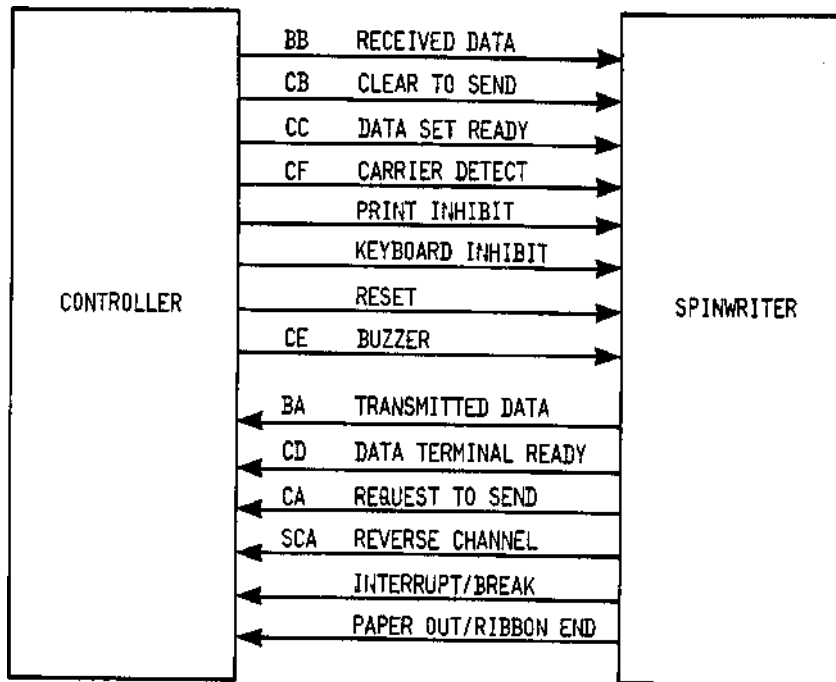 BB RECEIVED DATA
CB CLEAR TO SEND
CC DATA SET READY
CF CARRIER DETECT
PRINT INHIBIT
KEYBOARD INHIBIT
CONTROLLER
RESET
SPINWRITER
CE BUZZER
BA TRANSMITTED DATA
CD DATA TERMINAL READY
CA REQUEST TO SEND
SCA REVERSE CHANNEL
INTERRUPT/BREAK
PAPER OUT/RIBBON END